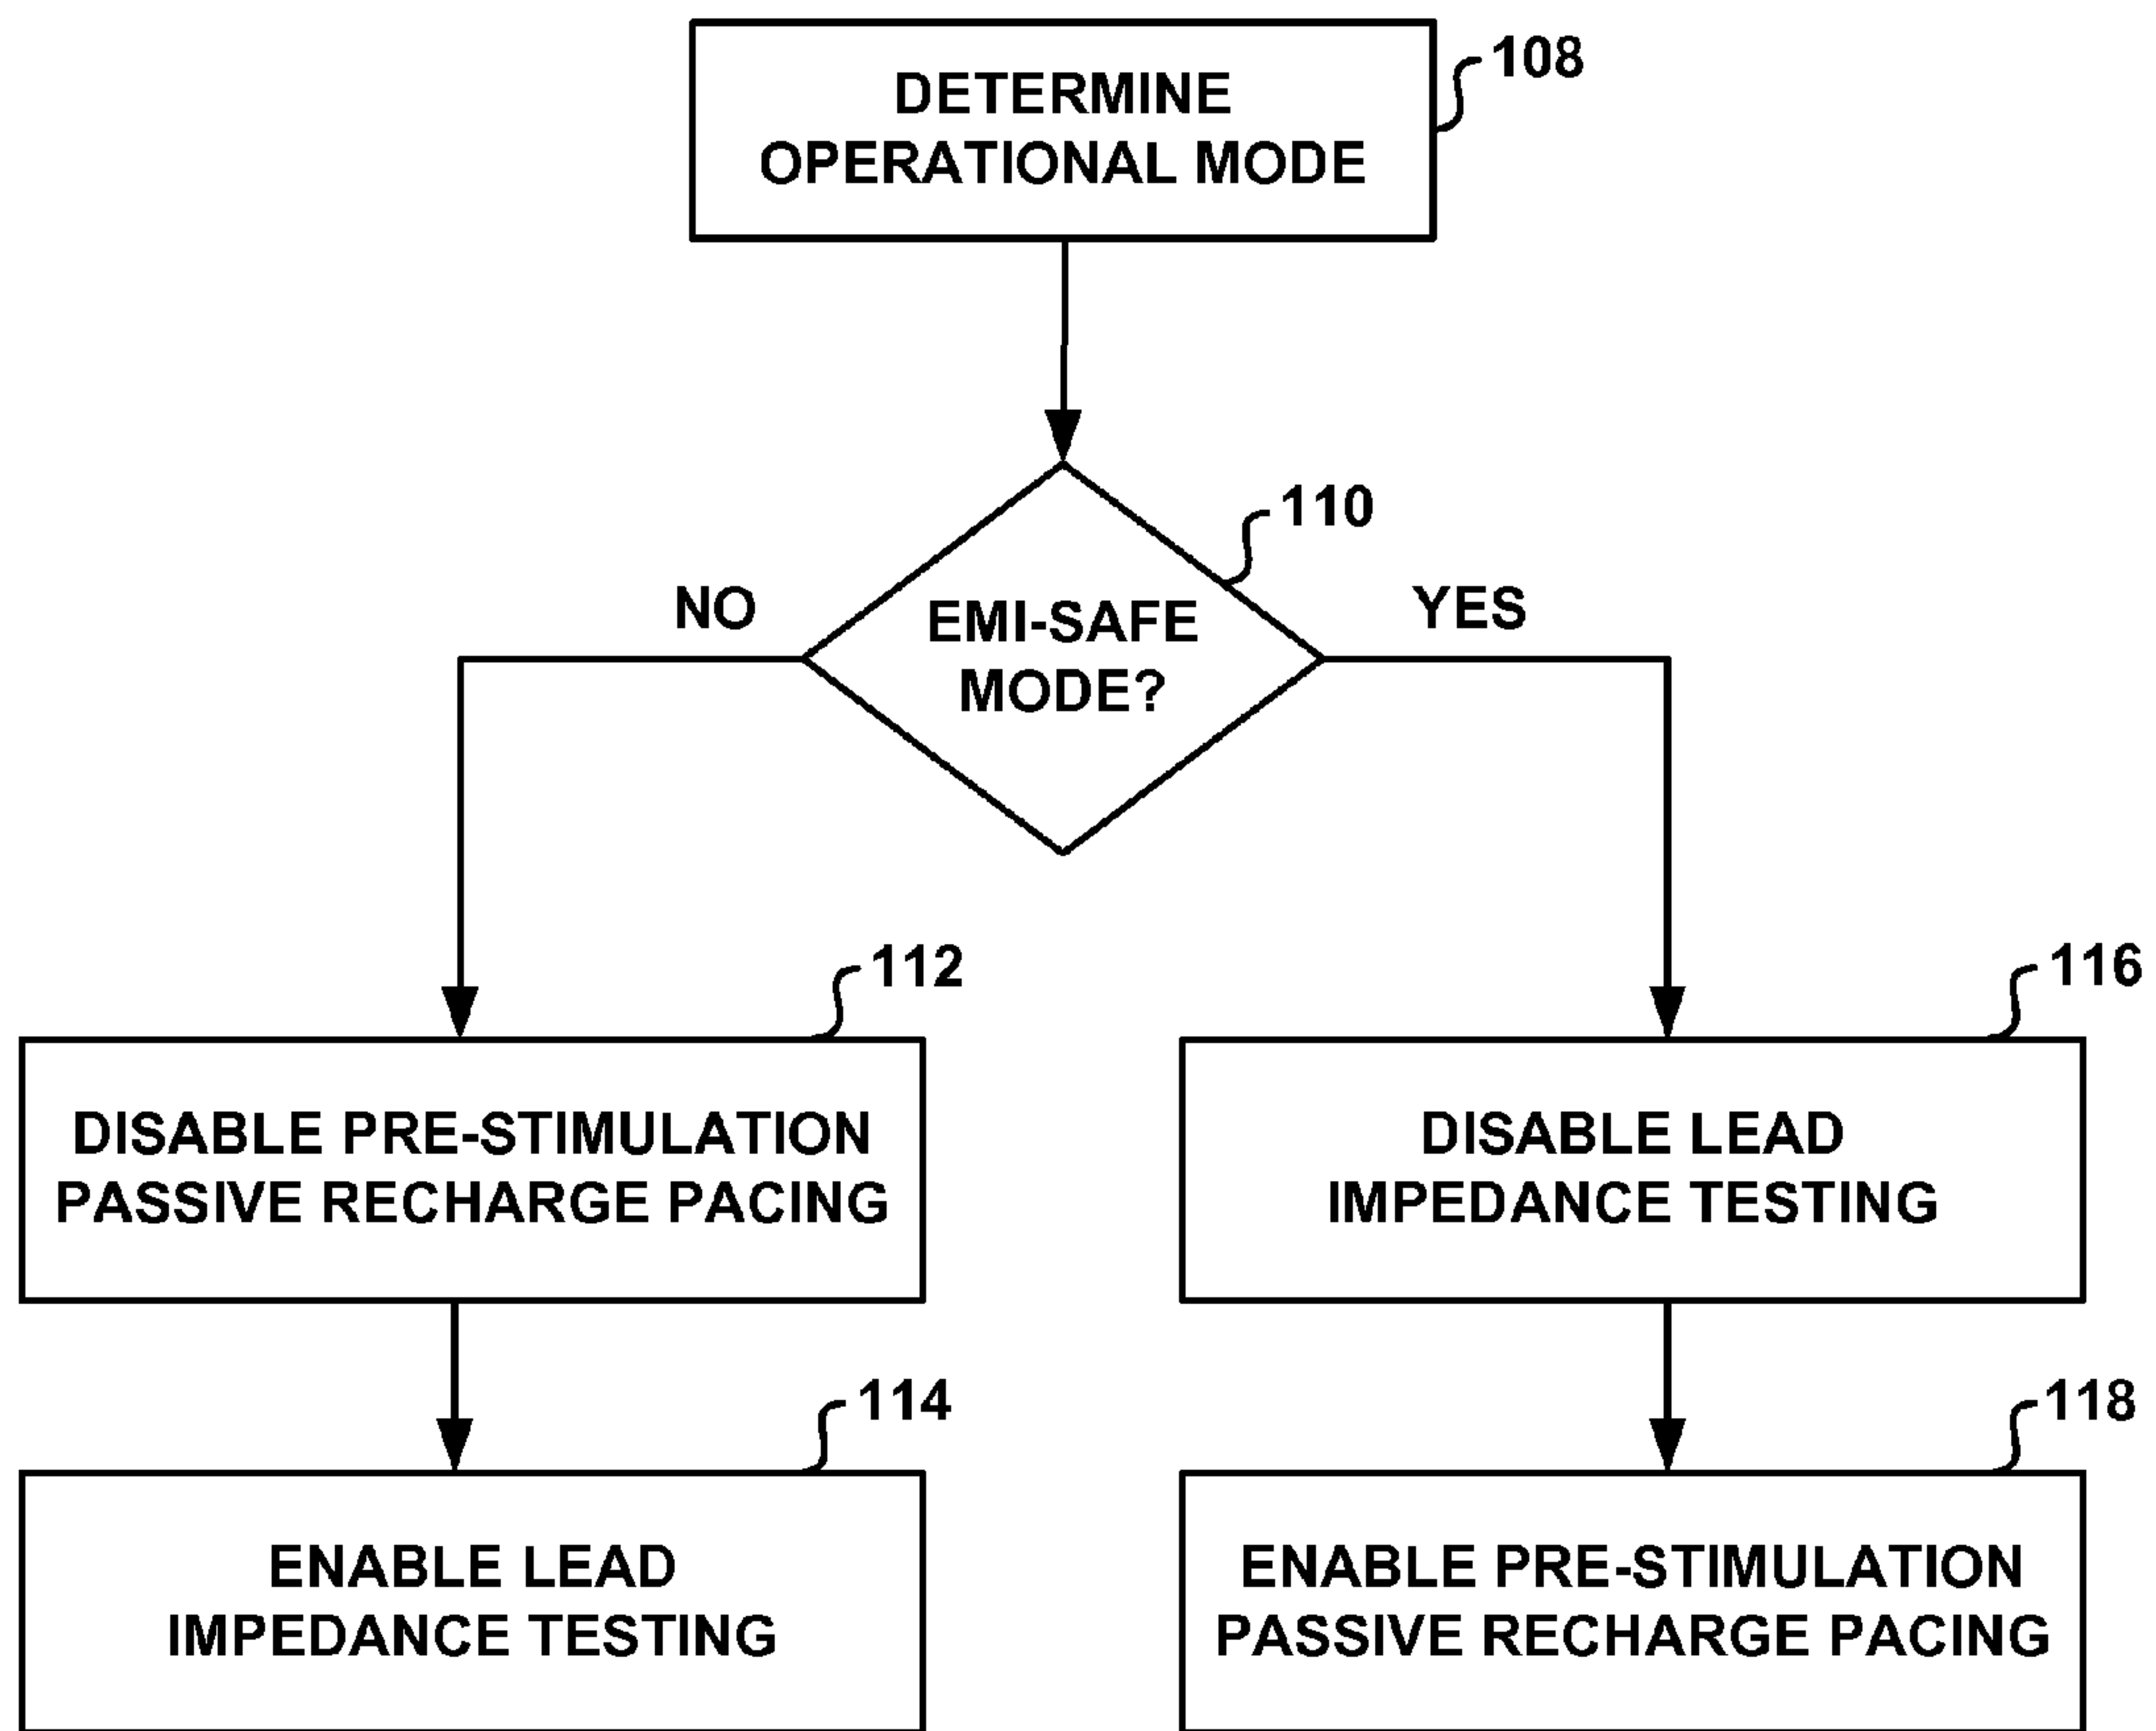 DETERMINE
OPERATIONAL MODE
108
110
EMI-SAFE
MODE?
NO
YES
112
DISABLE PRE-STIMULATION
PASSIVE RECHARGE PACING
116
DISABLE LEAD
IMPEDANCE TESTING
114
ENABLE LEAD
IMPEDANCE TESTING
118
ENABLE PRE-STIMULATION
PASSIVE RECHARGE PACING